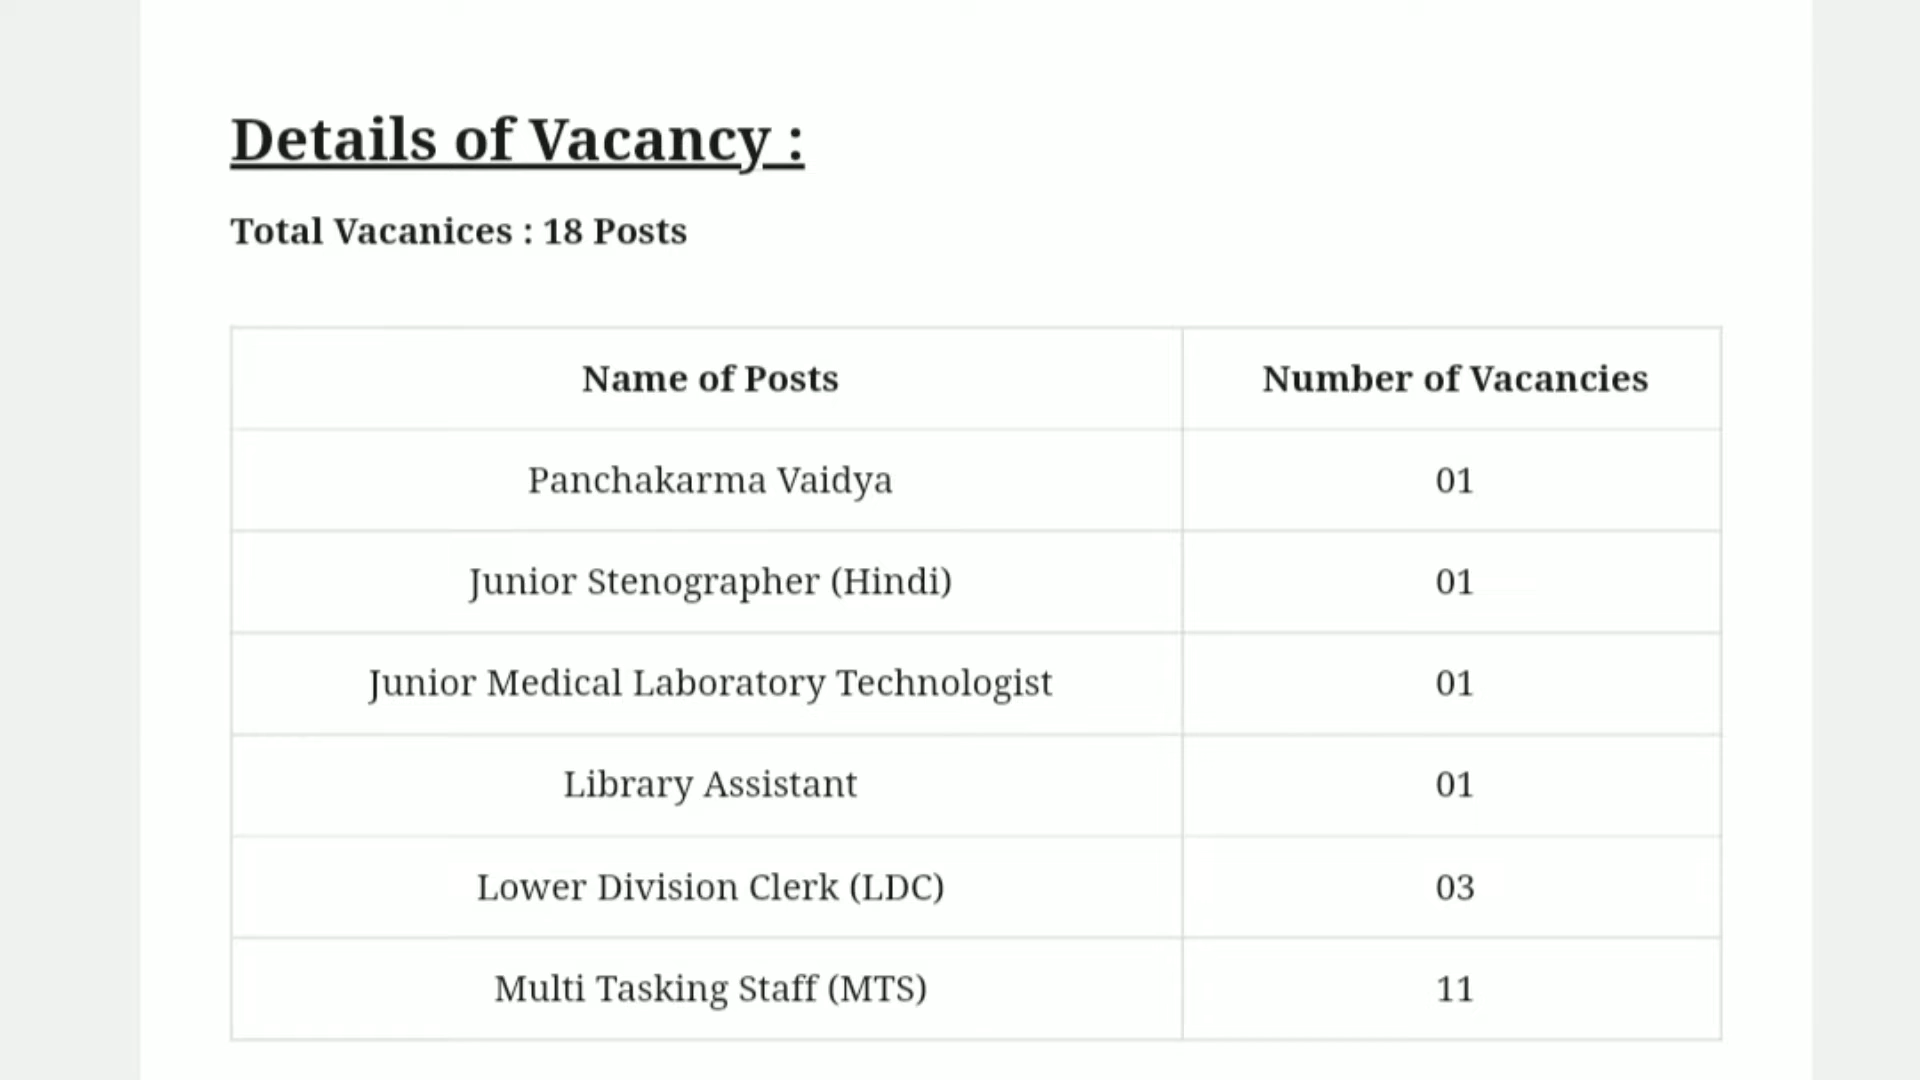 Details of Vacancy :
Total Vacanices : 18 Posts
Name of Posts Number of Vacancies
Panchakarma Vaidya 01
Junior Stenographer (Hindi) 01
Junior Medical Laboratory Technologist 01
Library Assistant 01
Lower Division Clerk (LDC) 03
Multi Tasking Staff (MTS) 11